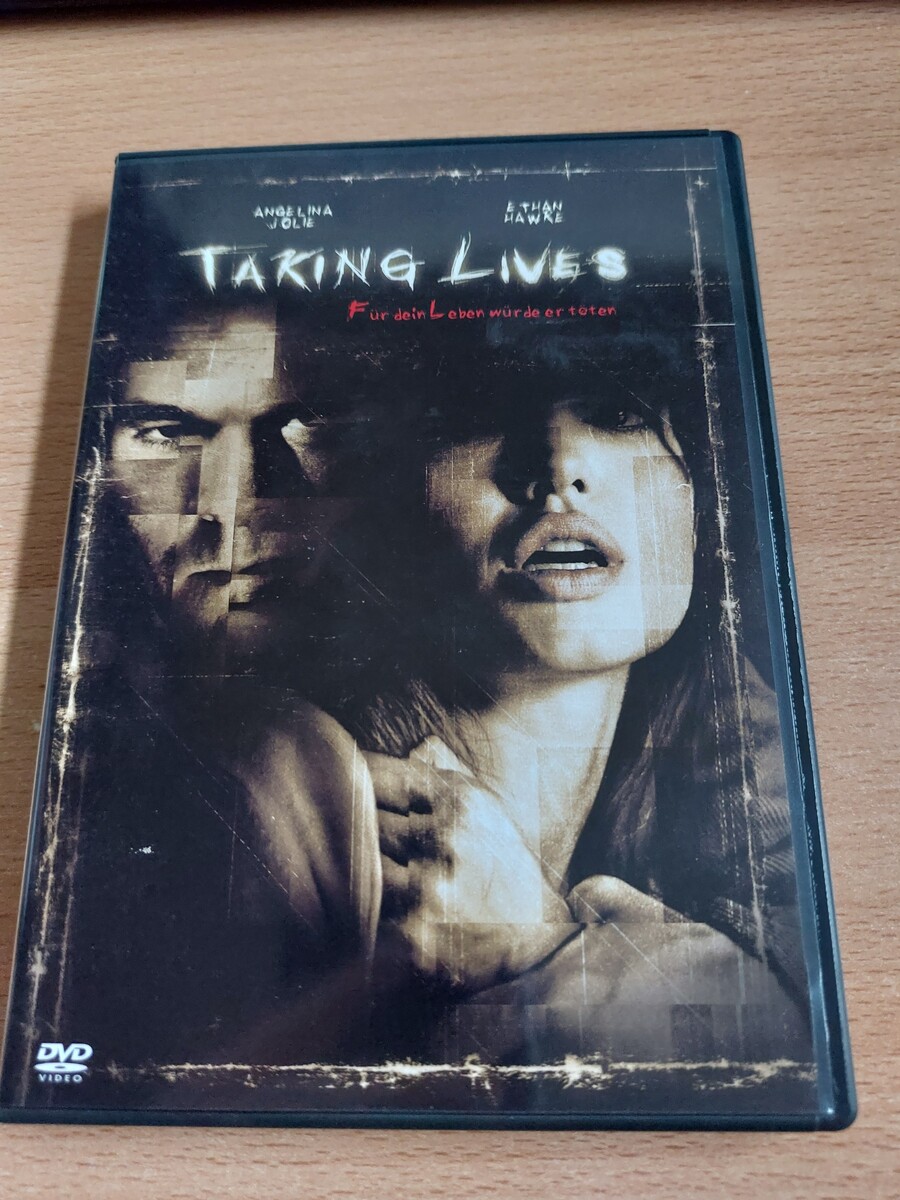 ANGELINA
JOLIE
ETHAN
HAWKE
TAKING LIVES
Für dein Leben würde er töten
DVD
VIDEO